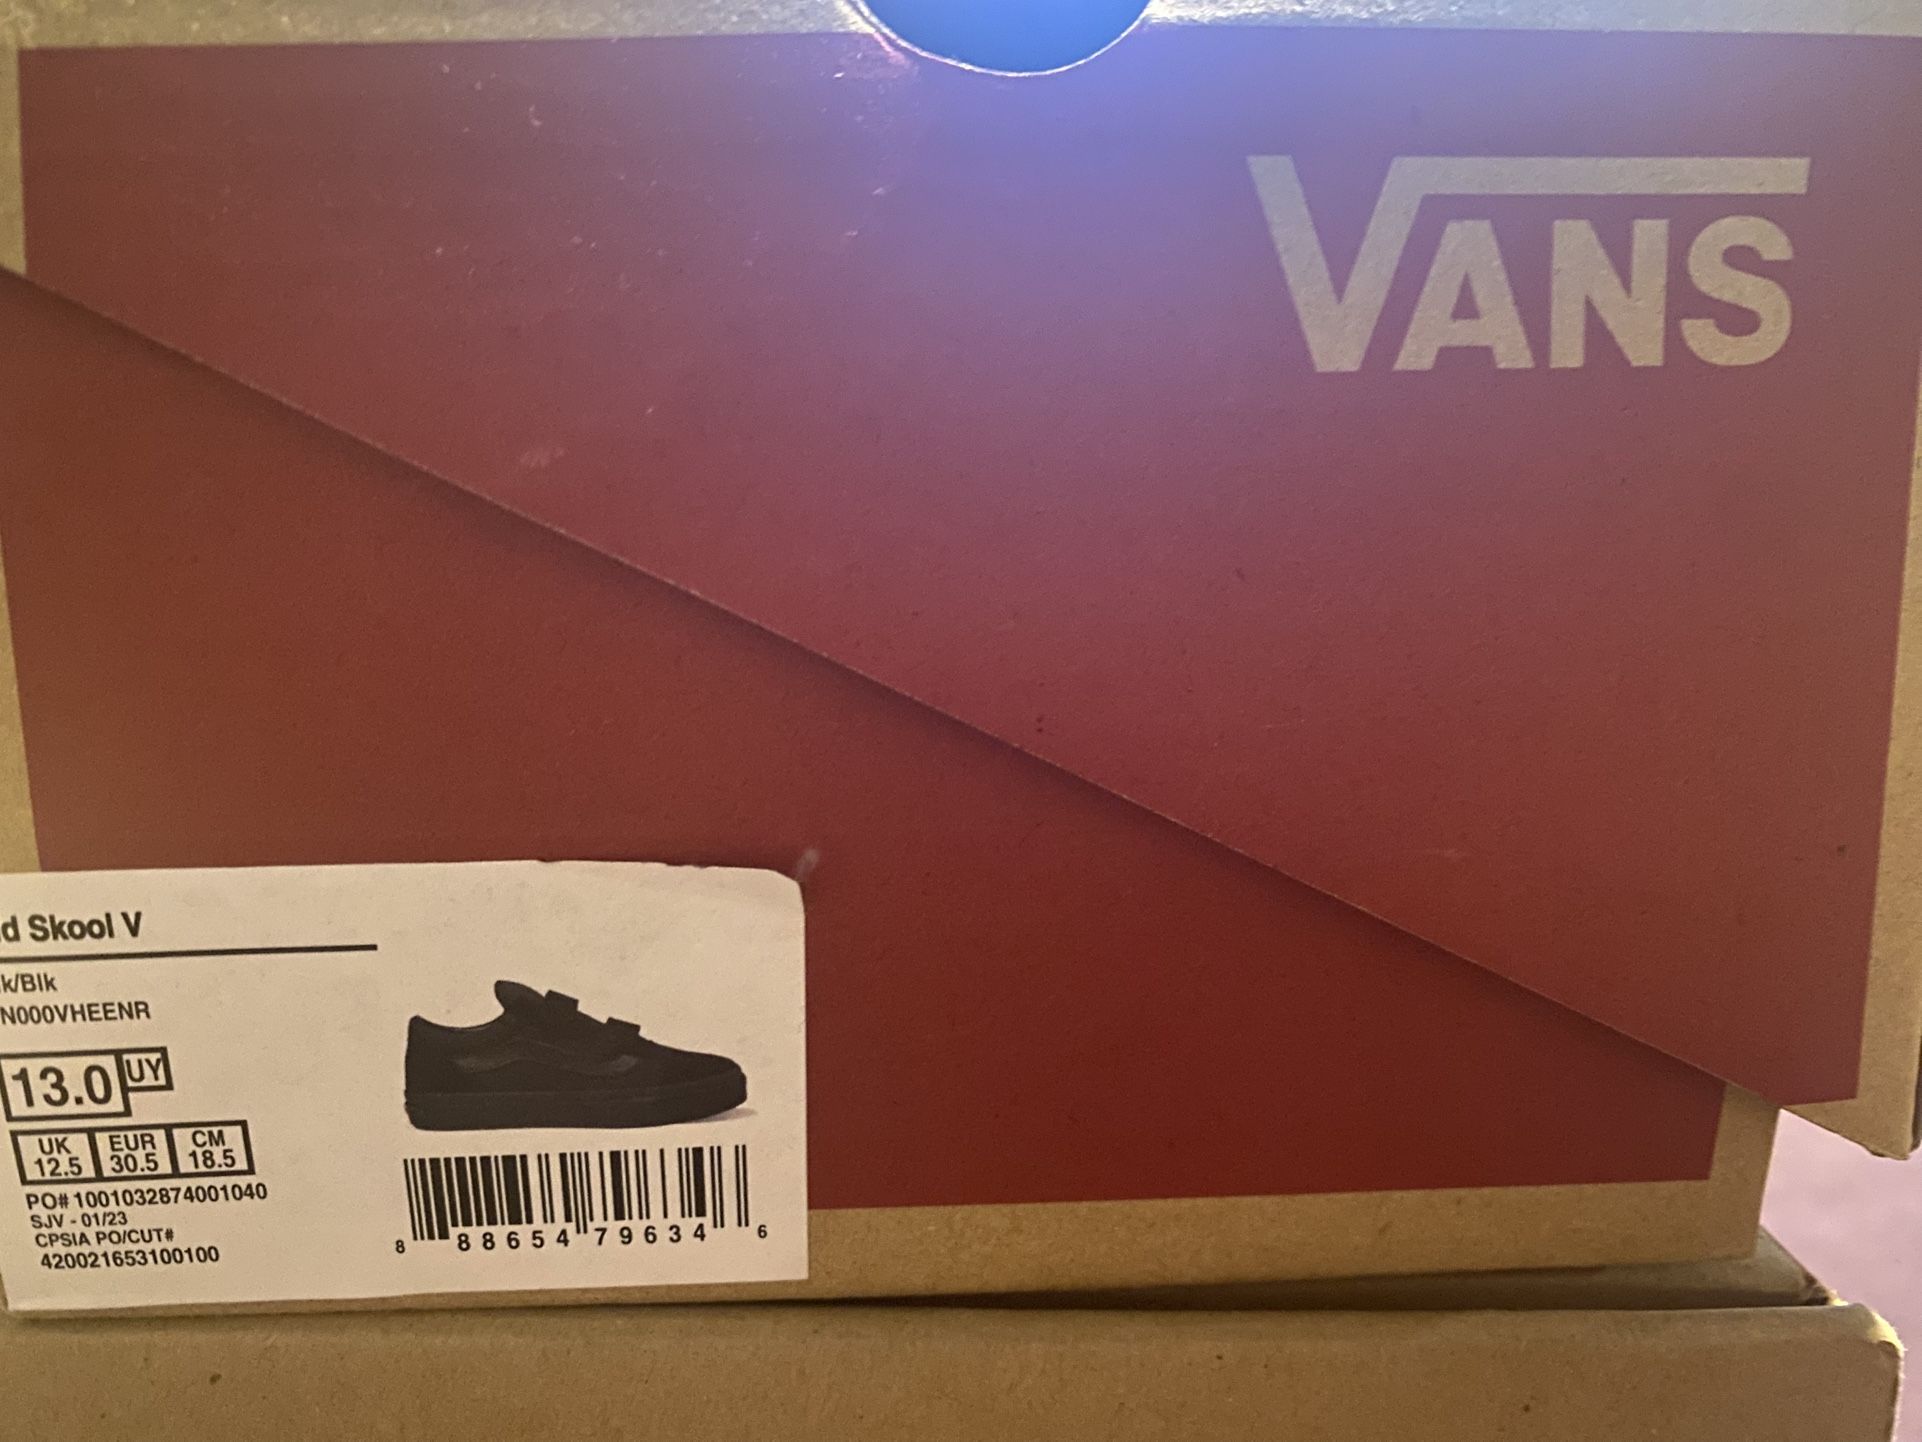 VANS
d Skool V
k/Blk
N000VHEENR
13.0 UY
UK EUR CM
12.5 30.5 18.5
PO# 1001032874001040
SJV - 01/23
CPSIA PO/CUT#
420021653100100
8 88654 79634 6